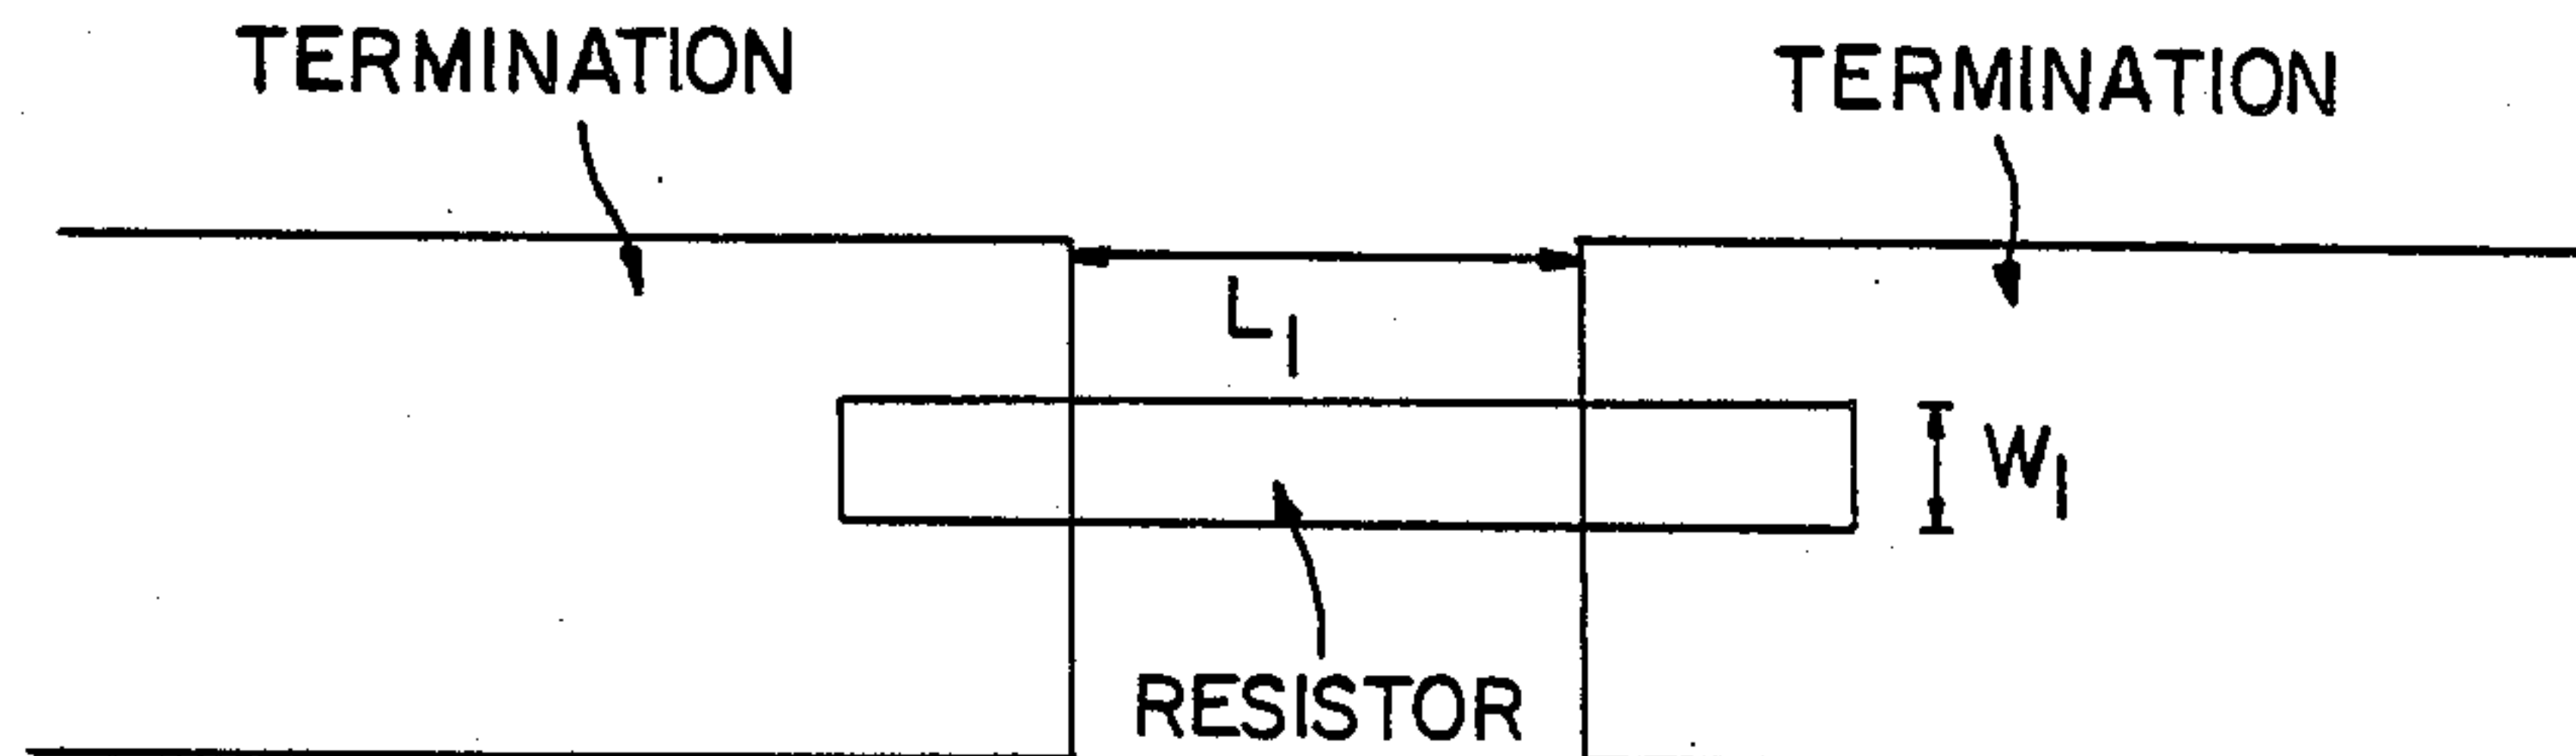 TERMINATION
TERMINATION
L1
W1
RESISTOR